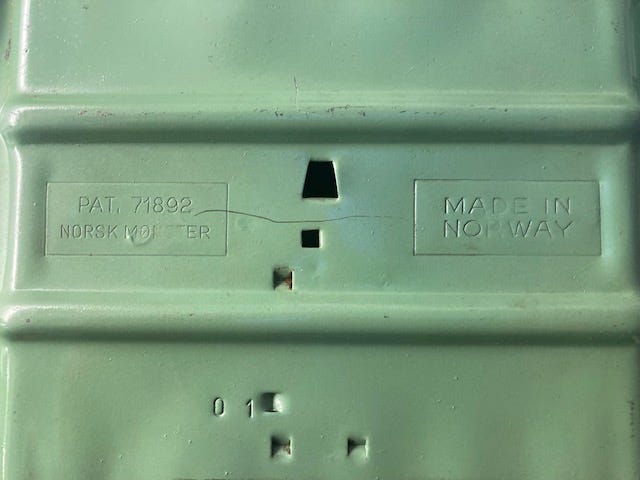 PAT. 71892
NORSK MØNSTER
MADE IN
NORWAY
0 1